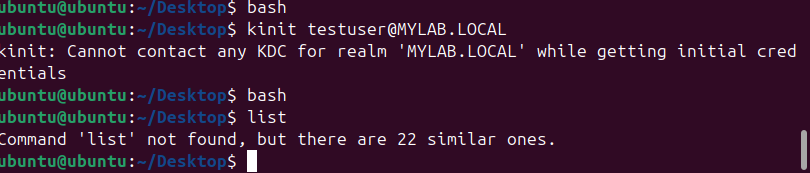 ubuntu@ubuntu:~/Desktop$ bash
ubuntu@ubuntu:~/Desktop$ kinit testuser@MYLAB.LOCAL
kinit: Cannot contact any KDC for realm 'MYLAB.LOCAL' while getting initial cred
entials
ubuntu@ubuntu:~/Desktop$ bash
ubuntu@ubuntu:~/Desktop$ list
Command 'list' not found, but there are 22 similar ones.
ubuntu@ubuntu:~/Desktop$